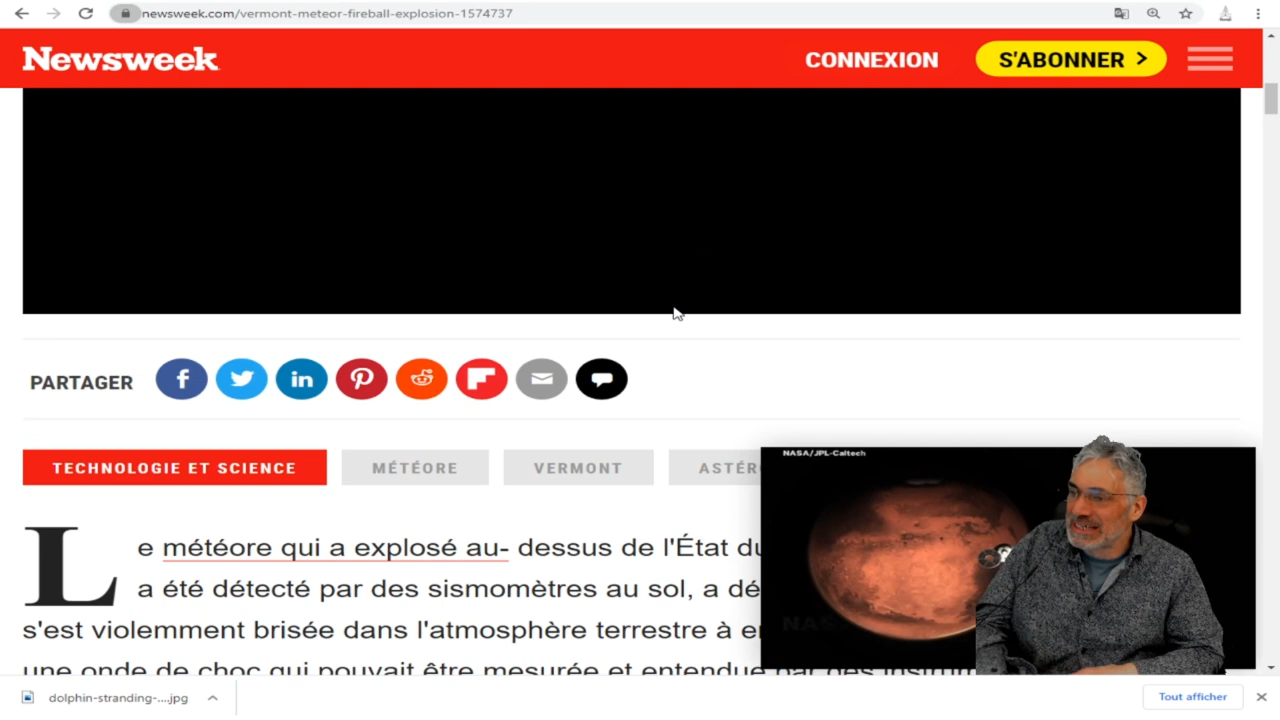 newsweek.com/vermont-meteor-fireball-explosion-1574737
Newsweek
CONNEXION
S'ABONNER >
PARTAGER
TECHNOLOGIE ET SCIENCE
MÉTÉORE
VERMONT
ASTÉR
NASA/JPL-Caltech
Le météore qui a explosé au- dessus de l'État du
a été détecté par des sismomètres au sol, a dé
s'est violemment brisée dans l'atmosphère terrestre à e
une onde de choc qui pouvait être mesurée et entendue par des instrum
NAS
dolphin-stranding-....jpg
Tout afficher